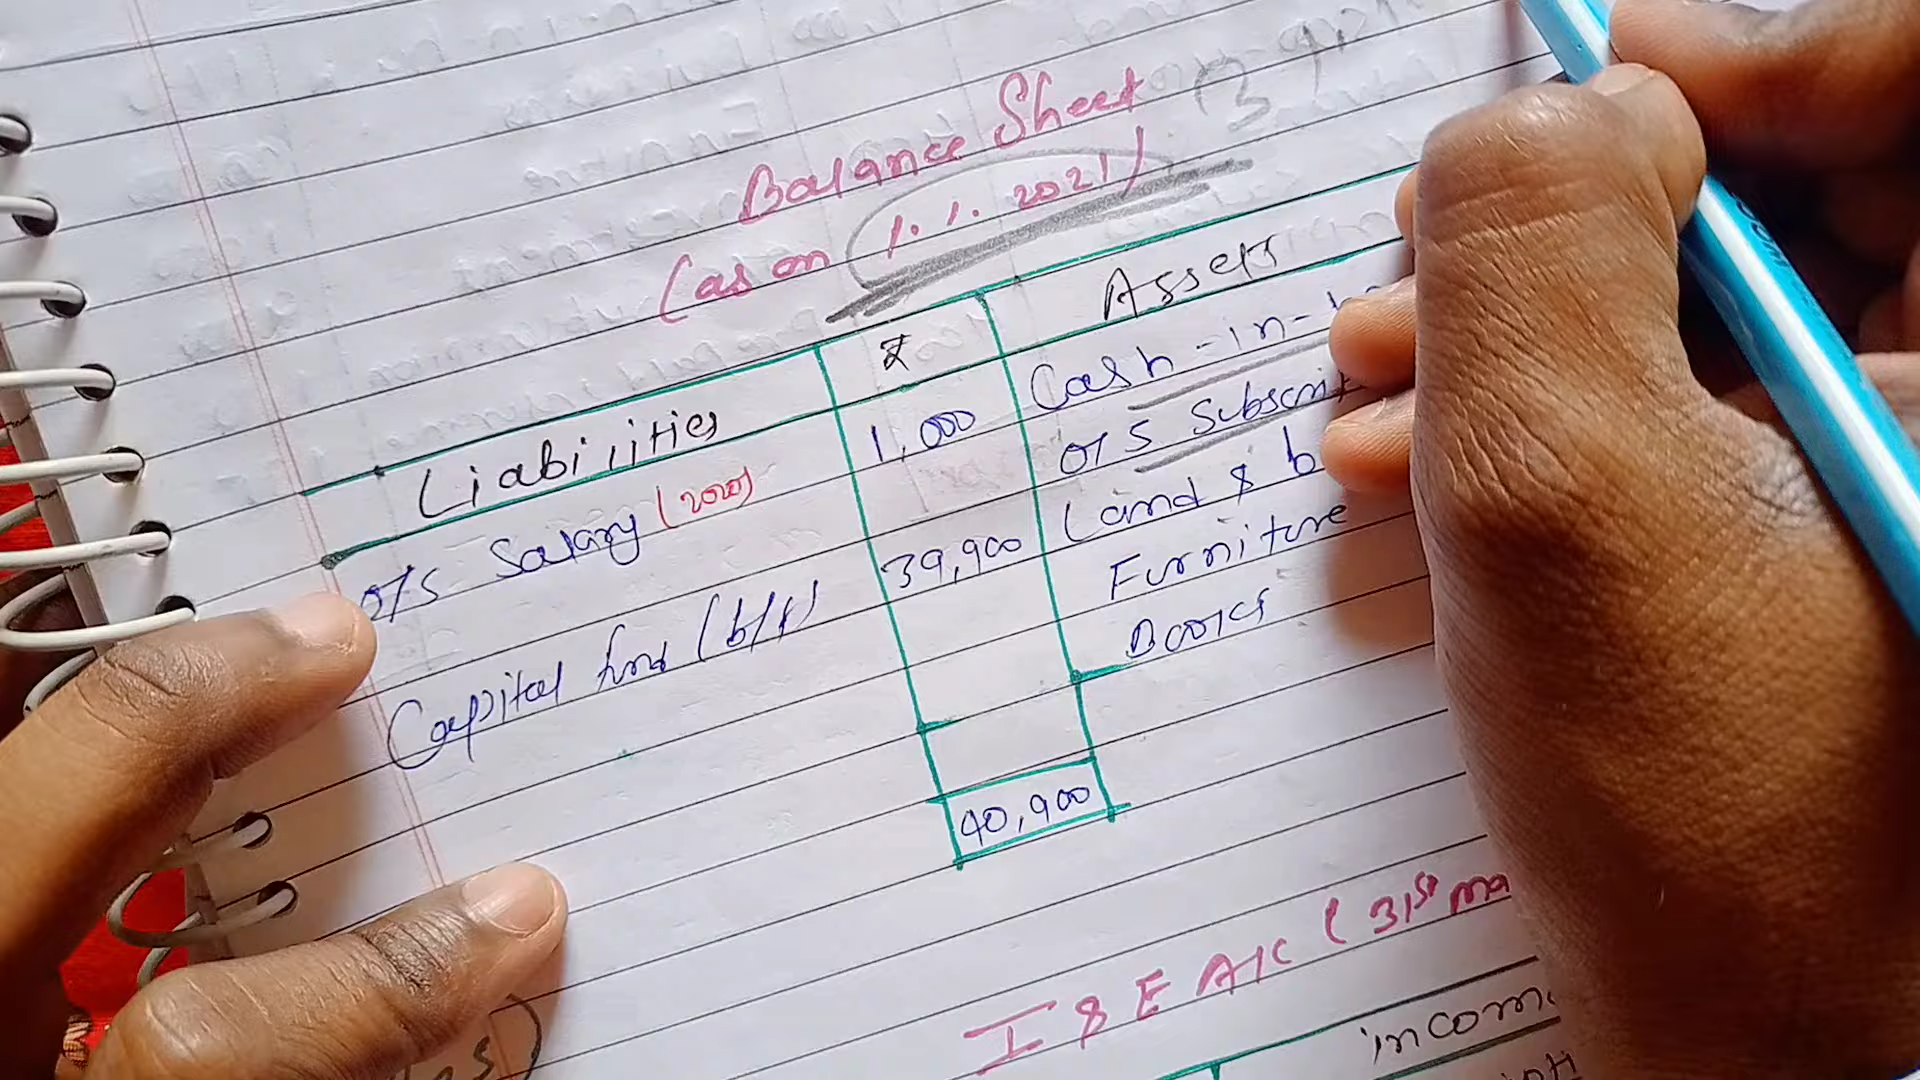 Balance Sheet
(as on 1.1.2021)
Liabilities ₹ Assets
O/S Salary (2020) 1,000 Cash-in-
Capital fund (b/f) 39,900 O/S Subscri
Land & b
Furniture
Books
40,900
I & E A/C (31st ma
incom